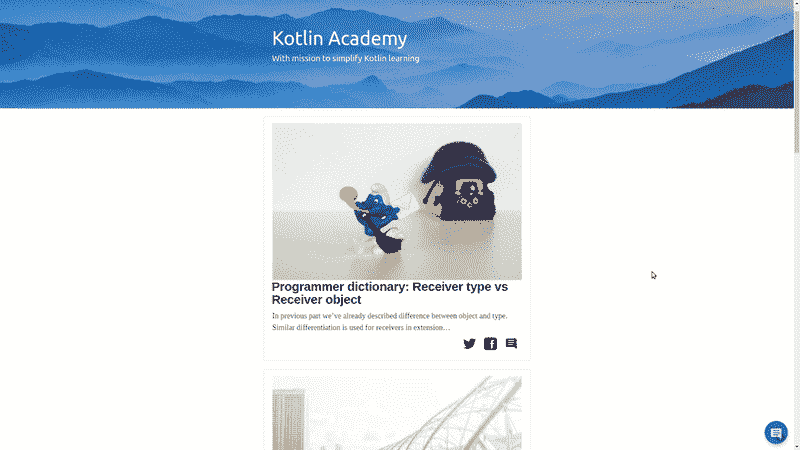 Kotlin Academy
With mission to simplify Kotlin learning
Programmer dictionary: Receiver type vs
Receiver object
In previous part we've already described difference between object and type.
Similar differentiation is used for receivers in extension…